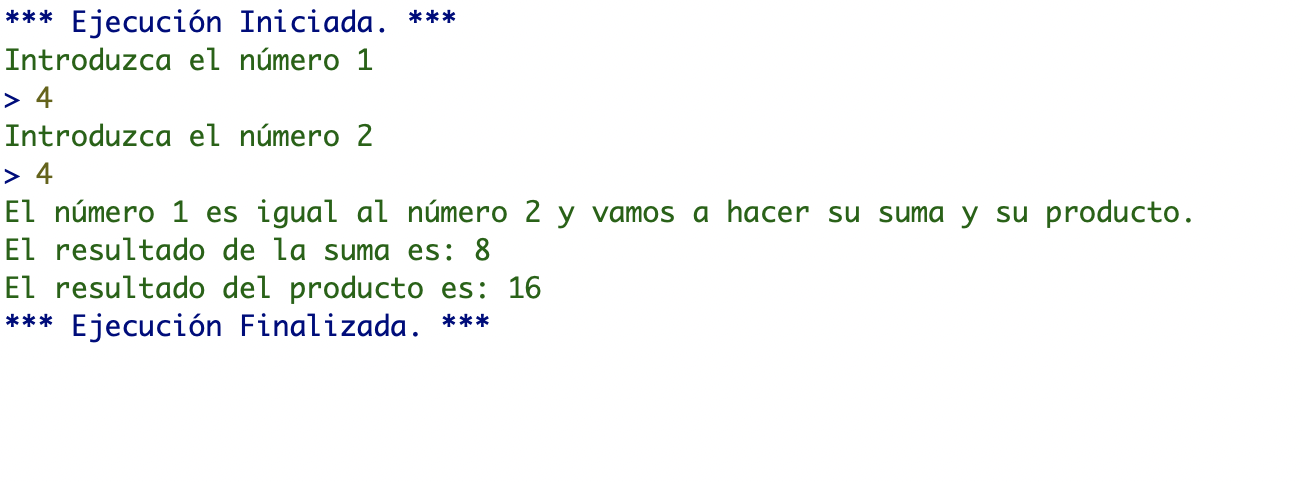 *** Ejecución Iniciada. ***
Introduzca el número 1
> 4
Introduzca el número 2
> 4
El número 1 es igual al número 2 y vamos a hacer su suma y su producto.
El resultado de la suma es: 8
El resultado del producto es: 16
*** Ejecución Finalizada. ***